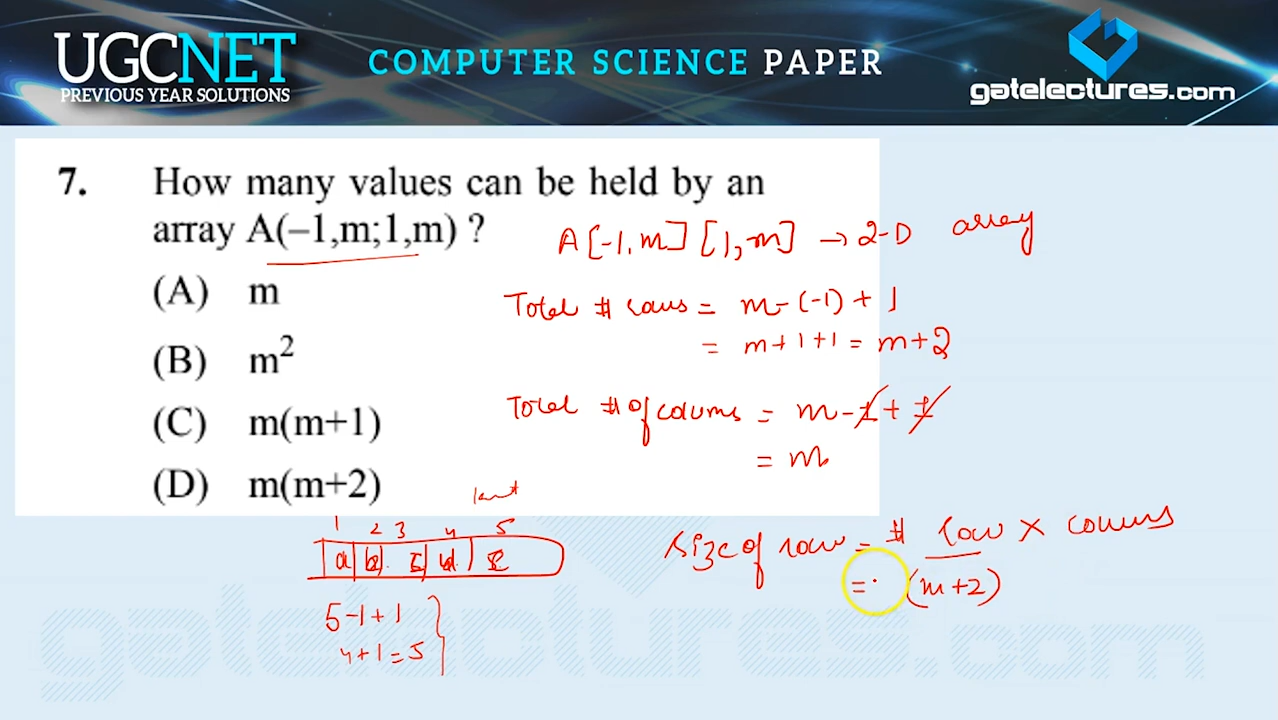 UGCNET
PREVIOUS YEAR SOLUTIONS
COMPUTER SCIENCE PAPER
gatelectures.com
7. How many values can be held by an
array A(–1,m;1,m) ?
(A) m
(B) m²
(C) m(m+1)
(D) m(m+2)
A[-1,m][1,m] → 2-D array
Total # rows = m-(-1)+1
= m+1+1 = m+2
Total # of colums = m-1+1
= m
1 2 3 4 5
a
5-1+1
4+1=5
Size of row = # row × colums
= (m+2)
gatelectures.com